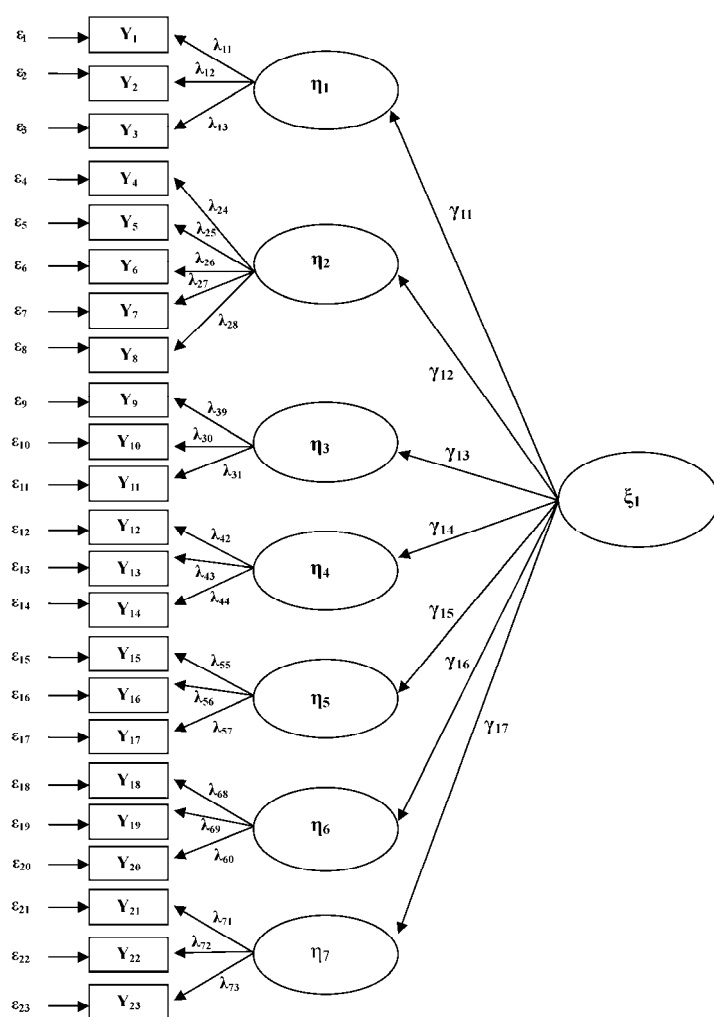 ε₁ Y₁ λ₁₁
ε₂ Y₂ λ₁₂ η₁
ε₃ Y₃ λ₁₃
ε₄ Y₄ λ₂₄ γ₁₁
ε₅ Y₅ λ₂₅
ε₆ Y₆ λ₂₆ η₂
ε₇ Y₇ λ₂₇
ε₈ Y₈ λ₂₈ γ₁₂
ε₉ Y₉ λ₃₉
ε₁₀ Y₁₀ λ₃₀ η₃ γ₁₃
ε₁₁ Y₁₁ λ₃₁ ξ₁
ε₁₂ Y₁₂ λ₄₂ γ₁₄
ε₁₃ Y₁₃ λ₄₃ η₄
ε₁₄ Y₁₄ λ₄₄ γ₁₅
ε₁₅ Y₁₅ λ₅₅ γ₁₆
ε₁₆ Y₁₆ λ₅₆ η₅
ε₁₇ Y₁₇ λ₅₇ γ₁₇
ε₁₈ Y₁₈ λ₆₈
ε₁₉ Y₁₉ λ₆₉ η₆
ε₂₀ Y₂₀ λ₆₀
ε₂₁ Y₂₁ λ₇₁
ε₂₂ Y₂₂ λ₇₂ η₇
ε₂₃ Y₂₃ λ₇₃